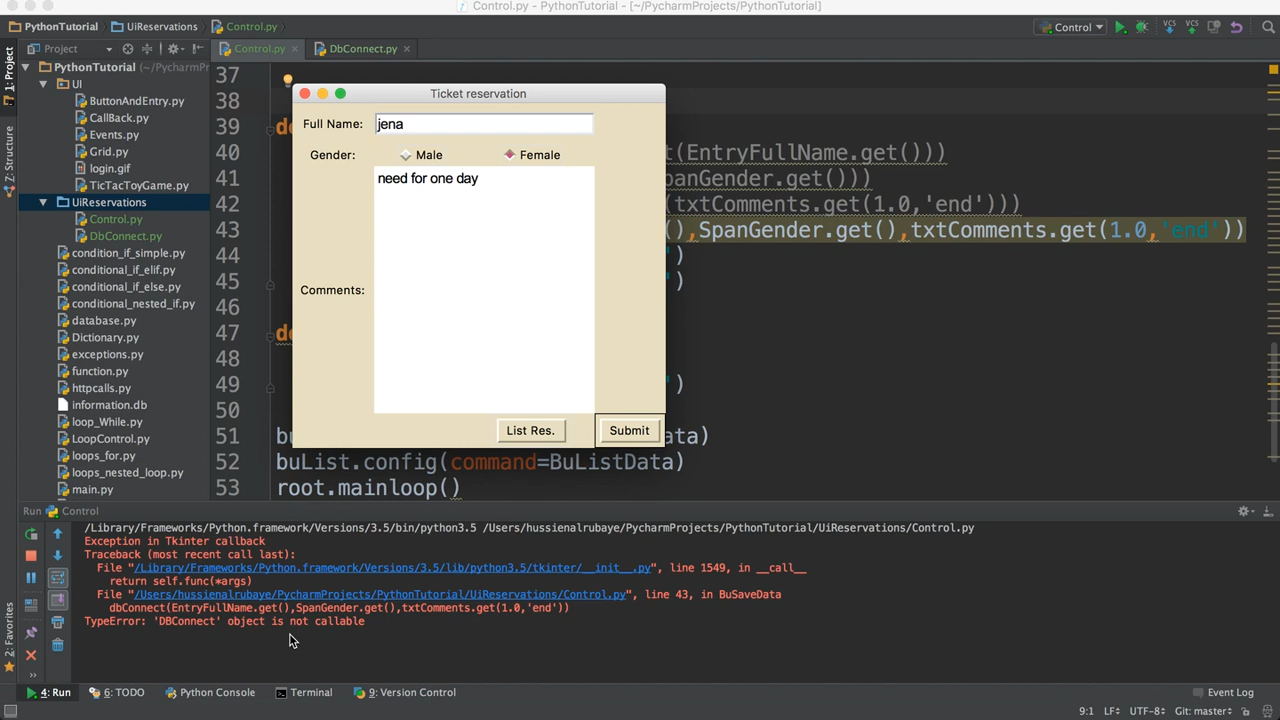 Control.py - PythonTutorial - [~/PycharmProjects/PythonTutorial]
PythonTutorial UiReservations Control.py
Control
VCS VCS
Project
Control.py DbConnect.py
1: Project
Z: Structure
2: Favorites
PythonTutorial (~/PycharmPr
UI
ButtonAndEntry.py
CallBack.py
Events.py
Grid.py
login.gif
TicTacToyGame.py
UiReservations
Control.py
DbConnect.py
condition_if_simple.py
conditional_if_elif.py
conditional_if_else.py
conditional_nested_if.py
database.py
Dictionary.py
exceptions.py
function.py
httpcalls.py
information.db
loop_While.py
LoopControl.py
loops_for.py
loops_nested_loop.py
main.py
37
38
39 de
40 t(EntryFullName.get()))
41 panGender.get()))
42 (txtComments.get(1.0,'end')))
43 (),SpanGender.get(),txtComments.get(1.0,'end'))
44 ')
45 ')
46
47 de
48
49 ')
50
51 bu ata)
52 buList.config(command=BuListData)
53 root.mainloop()
Ticket reservation
Full Name: jena
Gender: Male Female
need for one day
Comments:
List Res. Submit
Run Control
/Library/Frameworks/Python.framework/Versions/3.5/bin/python3.5 /Users/hussienalrubaye/PycharmProjects/PythonTutorial/UiReservations/Control.py
Exception in Tkinter callback
Traceback (most recent call last):
File "/Library/Frameworks/Python.framework/Versions/3.5/lib/python3.5/tkinter/__init__.py", line 1549, in __call__
return self.func(*args)
File "/Users/hussienalrubaye/PycharmProjects/PythonTutorial/UiReservations/Control.py", line 43, in BuSaveData
dbConnect(EntryFullName.get(),SpanGender.get(),txtComments.get(1.0,'end'))
TypeError: 'DBConnect' object is not callable
4: Run 6: TODO Python Console Terminal 9: Version Control Event Log
9:1 LF UTF-8 Git: master